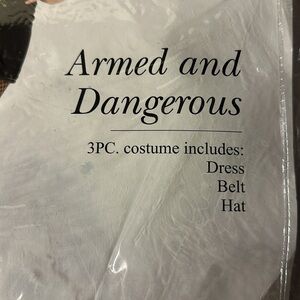 Armed and
Dangerous
3PC. costume includes:
Dress
Belt
Hat